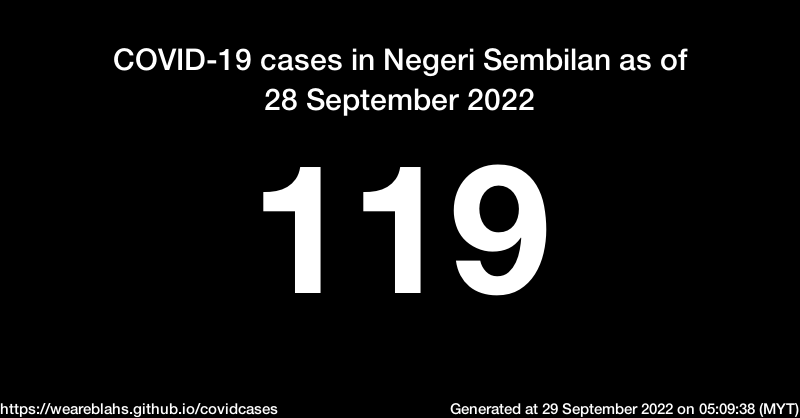 COVID-19 cases in Negeri Sembilan as of
28 September 2022
119
https://weareblahs.github.io/covidcases
Generated at 29 September 2022 on 05:09:38 (MYT)